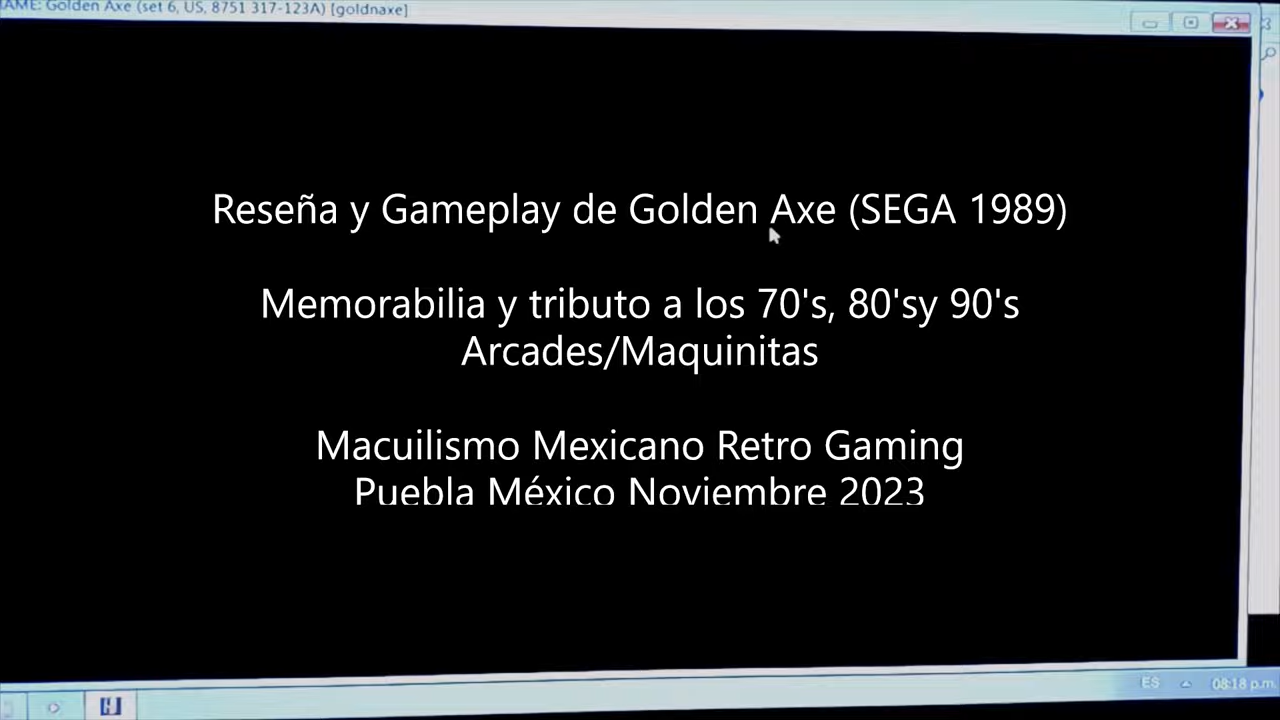 AME: Golden Axe (set 6, US, 8751 317-123A) [goldnaxe]
Reseña y Gameplay de Golden Axe (SEGA 1989)
Memorabilia y tributo a los 70's, 80'sy 90's
Arcades/Maquinitas
Macuilismo Mexicano Retro Gaming
Puebla México Noviembre 2023
ES
08:18 p.m.